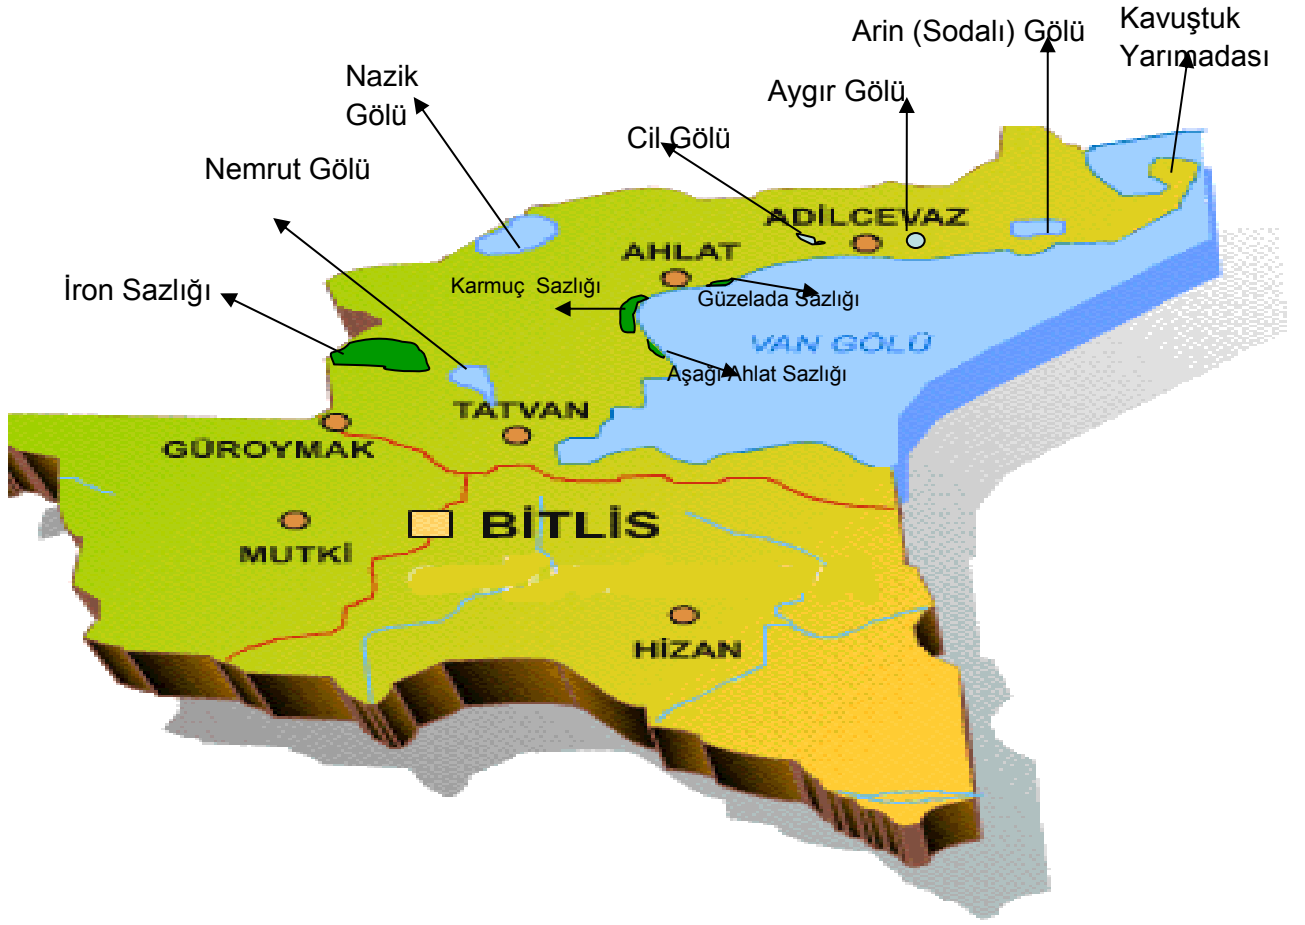 Kavuştuk
Yarımadası
Arin (Sodalı) Gölü
Nazik
Gölü
Aygır Gölü
Cil Gölü
Nemrut Gölü
ADİLCEVAZ
AHLAT
İron Sazlığı
Karmuç Sazlığı
Güzelada Sazlığı
VAN GÖLÜ
Aşağı Ahlat Sazlığı
TATVAN
GÜROYMAK
BİTLİS
MUTKİ
HİZAN